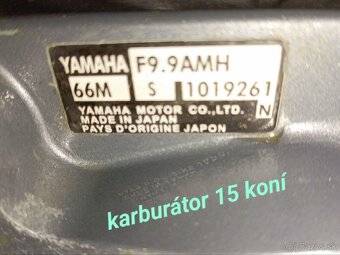 YAMAHA F9.9AMH
66M S 1019261
YAMAHA MOTOR CO., LTD. N
MADE IN JAPAN
PAYS D'ORIGINE JAPON
karburátor 15 koní